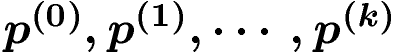 p^{(0)}, p^{(1)}, \cdots, p^{(k)}